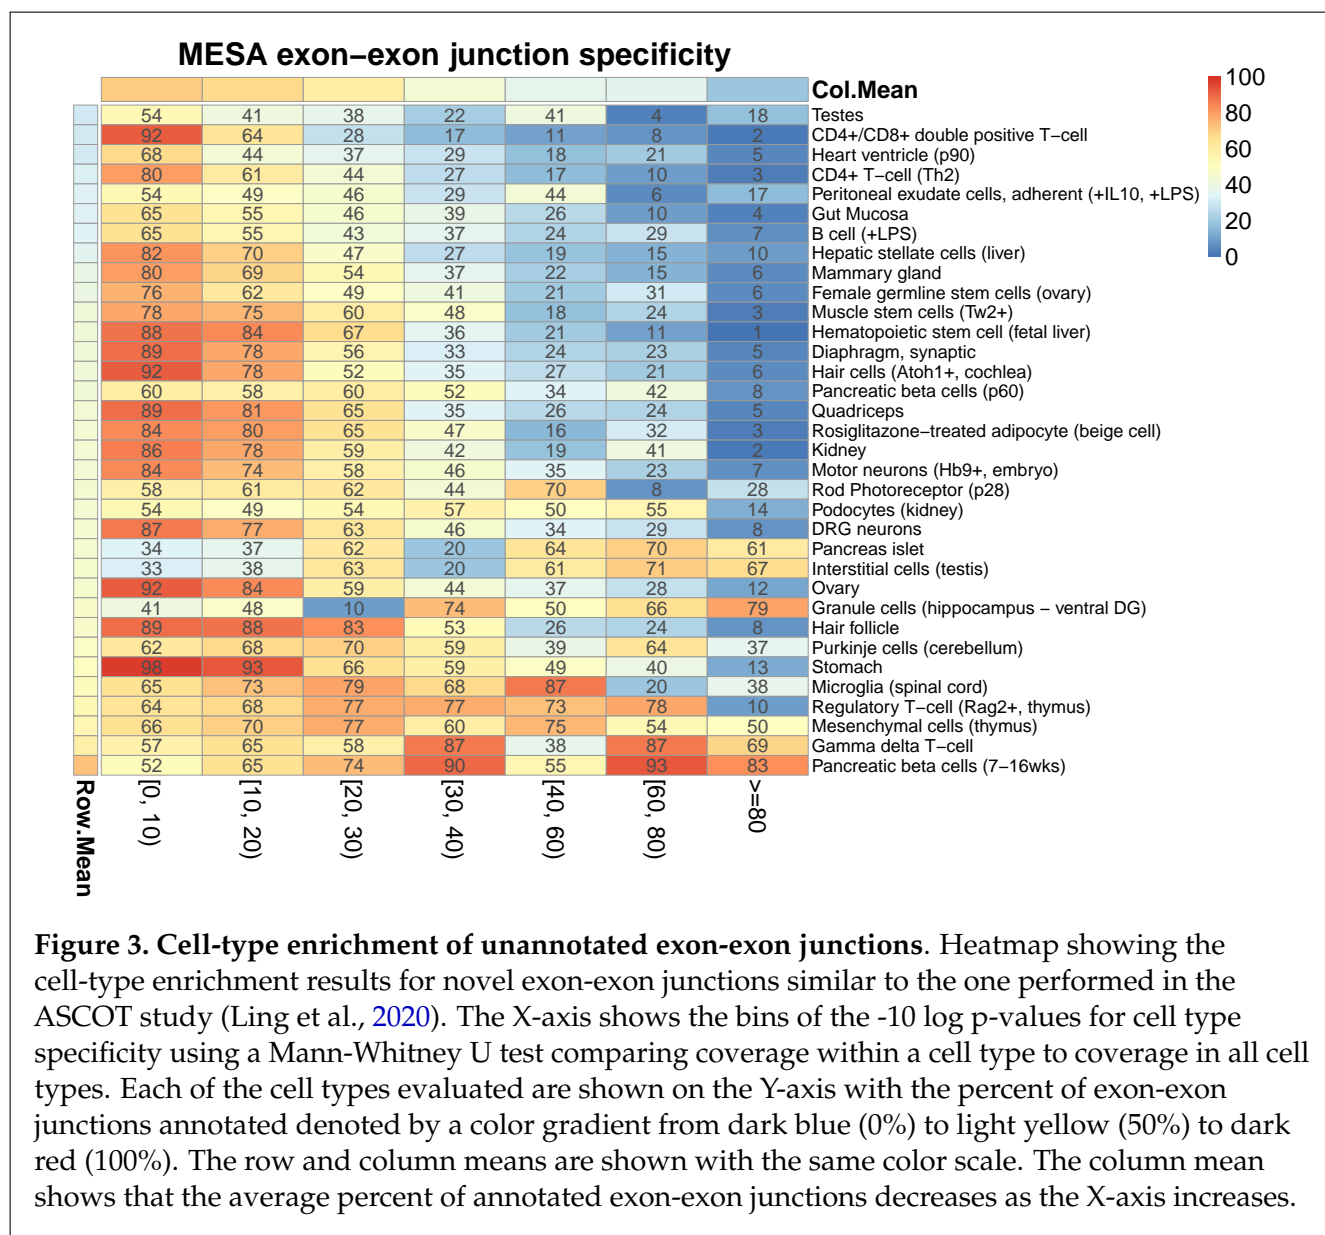 MESA exon−exon junction specificity
Col.Mean
100
80
60
40
20
0
54 41 38 22 41 4 18 Testes
92 64 28 17 11 8 2 CD4+/CD8+ double positive T−cell
68 44 37 29 18 21 5 Heart ventricle (p90)
80 61 44 27 17 10 3 CD4+ T−cell (Th2)
54 49 46 29 44 6 17 Peritoneal exudate cells, adherent (+IL10, +LPS)
65 55 46 39 26 10 4 Gut Mucosa
65 55 43 37 24 29 7 B cell (+LPS)
82 70 47 27 19 15 10 Hepatic stellate cells (liver)
80 69 54 37 22 15 6 Mammary gland
76 62 49 41 21 31 6 Female germline stem cells (ovary)
78 75 60 48 18 24 3 Muscle stem cells (Tw2+)
88 84 67 36 21 11 1 Hematopoietic stem cell (fetal liver)
89 78 56 33 24 23 5 Diaphragm, synaptic
92 78 52 35 27 21 6 Hair cells (Atoh1+, cochlea)
60 58 60 52 34 42 8 Pancreatic beta cells (p60)
89 81 65 35 26 24 5 Quadriceps
84 80 65 47 16 32 3 Rosiglitazone−treated adipocyte (beige cell)
86 78 59 42 19 41 2 Kidney
84 74 58 46 35 23 7 Motor neurons (Hb9+, embryo)
58 61 62 44 70 8 28 Rod Photoreceptor (p28)
54 49 54 57 50 55 14 Podocytes (kidney)
87 77 63 46 34 29 8 DRG neurons
34 37 62 20 64 70 61 Pancreas islet
33 38 63 20 61 71 67 Interstitial cells (testis)
92 84 59 44 37 28 12 Ovary
41 48 10 74 50 66 79 Granule cells (hippocampus − ventral DG)
89 88 83 53 26 24 8 Hair follicle
62 68 70 59 39 64 37 Purkinje cells (cerebellum)
98 93 66 59 49 40 13 Stomach
65 73 79 68 87 20 38 Microglia (spinal cord)
64 68 77 77 73 78 10 Regulatory T−cell (Rag2+, thymus)
66 70 77 60 75 54 50 Mesenchymal cells (thymus)
57 65 58 87 38 87 69 Gamma delta T−cell
52 65 74 90 55 93 83 Pancreatic beta cells (7−16wks)
Row.Mean [0, 10) [10, 20) [20, 30) [30, 40) [40, 60) [60, 80) >=80
Figure 3. Cell-type enrichment of unannotated exon-exon junctions. Heatmap showing the
cell-type enrichment results for novel exon-exon junctions similar to the one performed in the
ASCOT study (Ling et al., 2020). The X-axis shows the bins of the -10 log p-values for cell type
specificity using a Mann-Whitney U test comparing coverage within a cell type to coverage in all cell
types. Each of the cell types evaluated are shown on the Y-axis with the percent of exon-exon
junctions annotated denoted by a color gradient from dark blue (0%) to light yellow (50%) to dark
red (100%). The row and column means are shown with the same color scale. The column mean
shows that the average percent of annotated exon-exon junctions decreases as the X-axis increases.